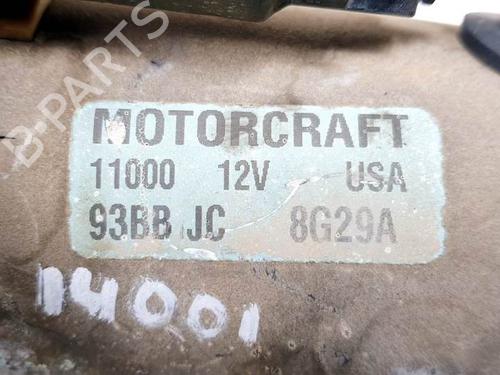 B-PARTS
MOTORCRAFT
11000 12V USA
93BB JC 8G29A
14001